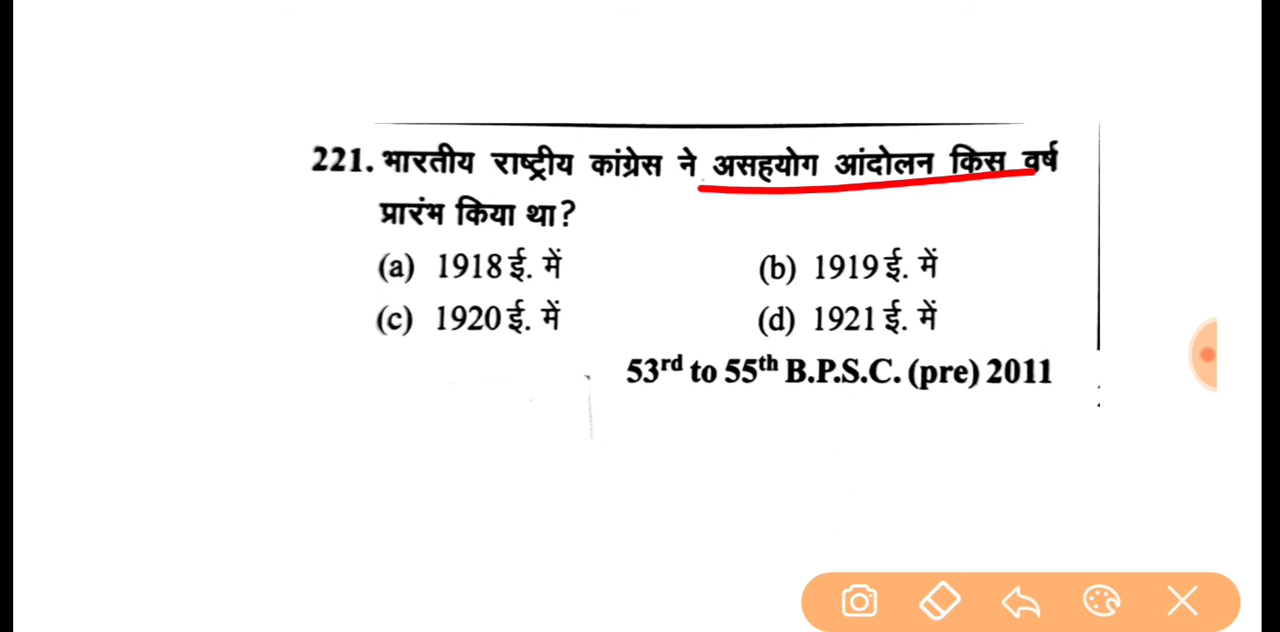 221. भारतीय राष्ट्रीय कांग्रेस ने असहयोग आंदोलन किस वर्ष
प्रारंभ किया था?
(a) 1918 ई. में (b) 1919 ई. में
(c) 1920 ई. में (d) 1921 ई. में
53rd to 55th B.P.S.C. (pre) 2011